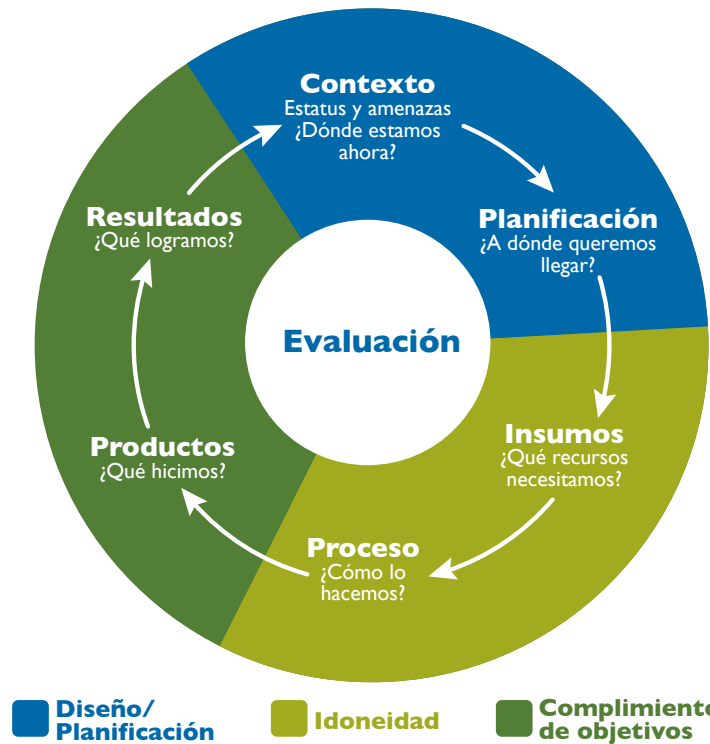 Contexto
Estatus y amenazas
¿Dónde estamos
ahora?
Planificación
¿A dónde queremos
llegar?
Insumos
¿Qué recursos
necesitamos?
Proceso
¿Cómo lo
hacemos?
Productos
¿Qué hicimos?
Resultados
¿Qué logramos?
Evaluación
Diseño/
Planificación
Idoneidad
Complimiento
de objetivos